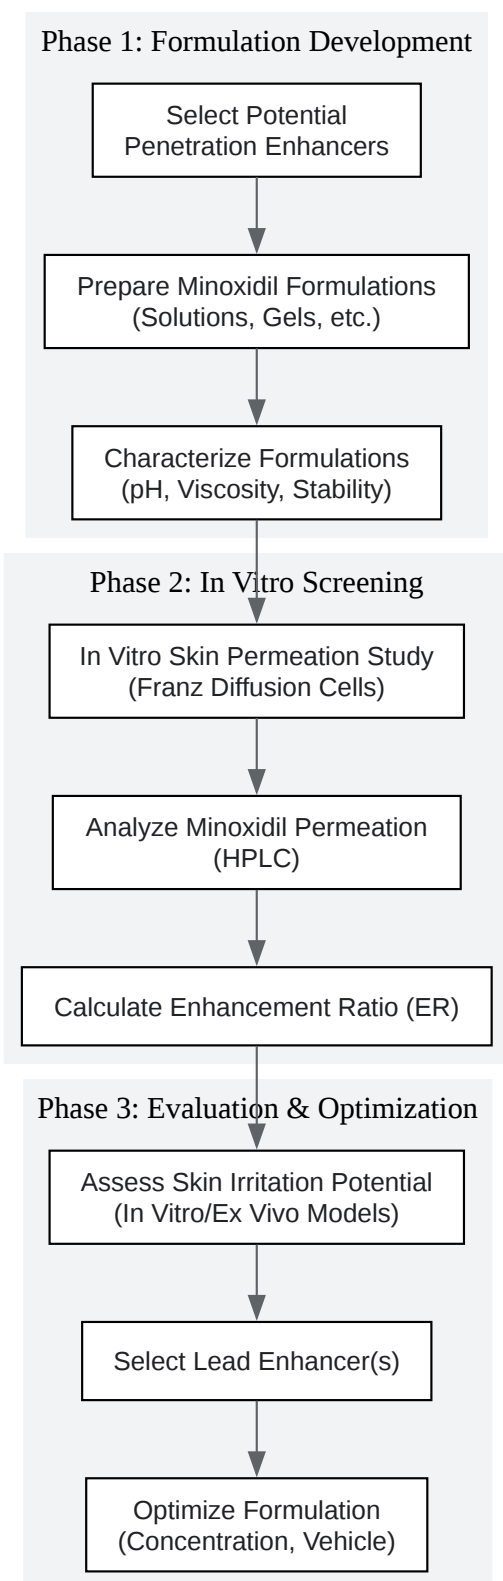 Phase 1: Formulation Development
Select Potential
Penetration Enhancers
Prepare Minoxidil Formulations
(Solutions, Gels, etc.)
Characterize Formulations
(pH, Viscosity, Stability)
Phase 2: In Vitro Screening
In Vitro Skin Permeation Study
(Franz Diffusion Cells)
Analyze Minoxidil Permeation
(HPLC)
Calculate Enhancement Ratio (ER)
Phase 3: Evaluation & Optimization
Assess Skin Irritation Potential
(In Vitro/Ex Vivo Models)
Select Lead Enhancer(s)
Optimize Formulation
(Concentration, Vehicle)